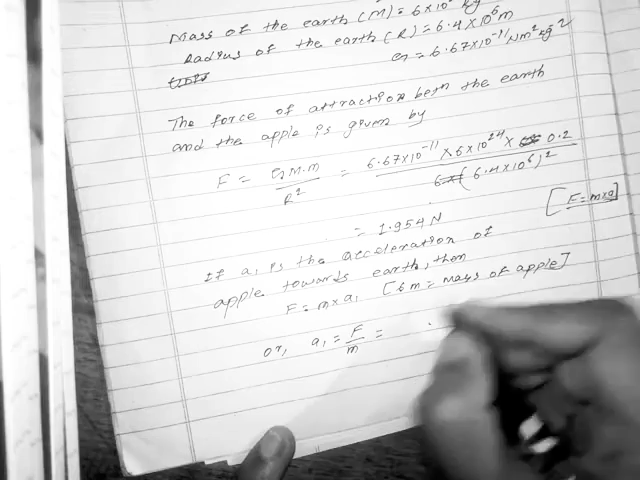 Mass of the earth (M) = 6 x 10
Radius of the earth (R) = 6.4 x 10⁶ m
G = 6.67 x 10⁻¹¹ Nm² kg⁻²
The force of attraction betn the earth
and the apple is given by
F = GM.m / R² = 6.67 x 10⁻¹¹ x 6 x 10²⁴ x 0.2 / (6.4 x 10⁶)²
= 1.954 N
[F = mxa]
If a₁ is the acceleration of
apple towards earth, then
F = m x a₁ [ m = mass of apple]
or, a₁ = F / m =